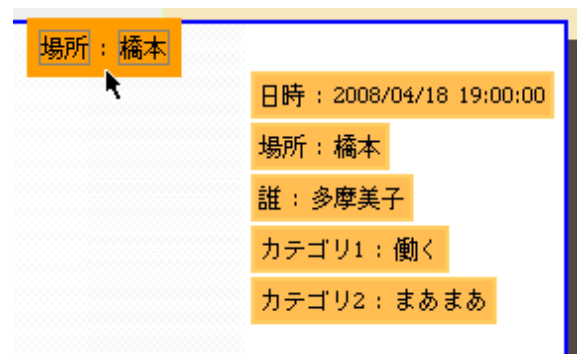 場所：橋本
日時：2008/04/18 19:00:00
場所：橋本
誰：多摩美子
カテゴリ1：働く
カテゴリ2：まあまあ